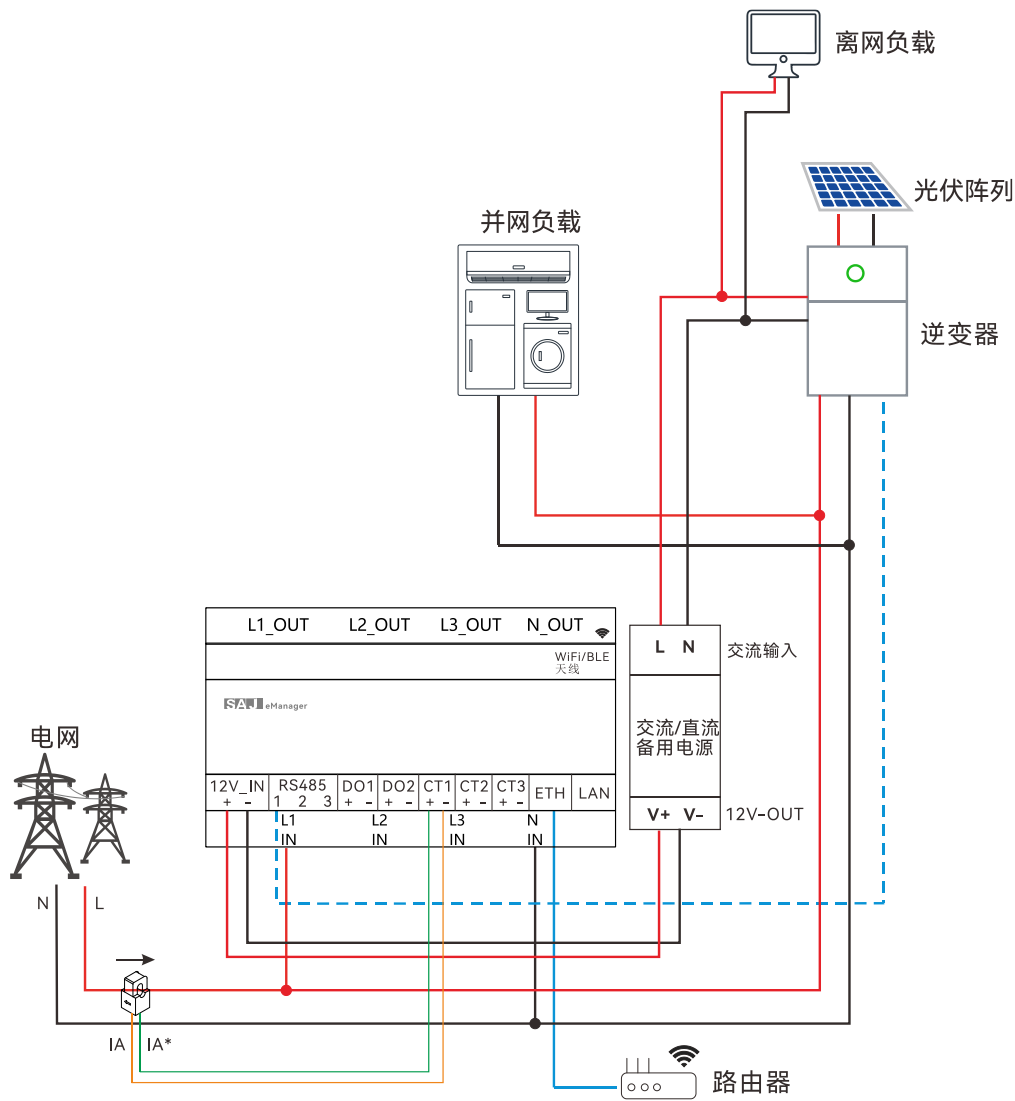 离网负载
光伏阵列
并网负载
逆变器
L1_OUT L2_OUT L3_OUT N_OUT
WiFi/BLE
天线
L N
交流输入
SAJ eManager
交流/直流
备用电源
电网
12V_IN RS485 DO1 DO2 CT1 CT2 CT3 ETH LAN
+ - 1 2 3 + - + - + - + - + -
V+ V-
12V-OUT
L1 L2 L3 N
IN IN IN IN
N L
IA IA*
路由器